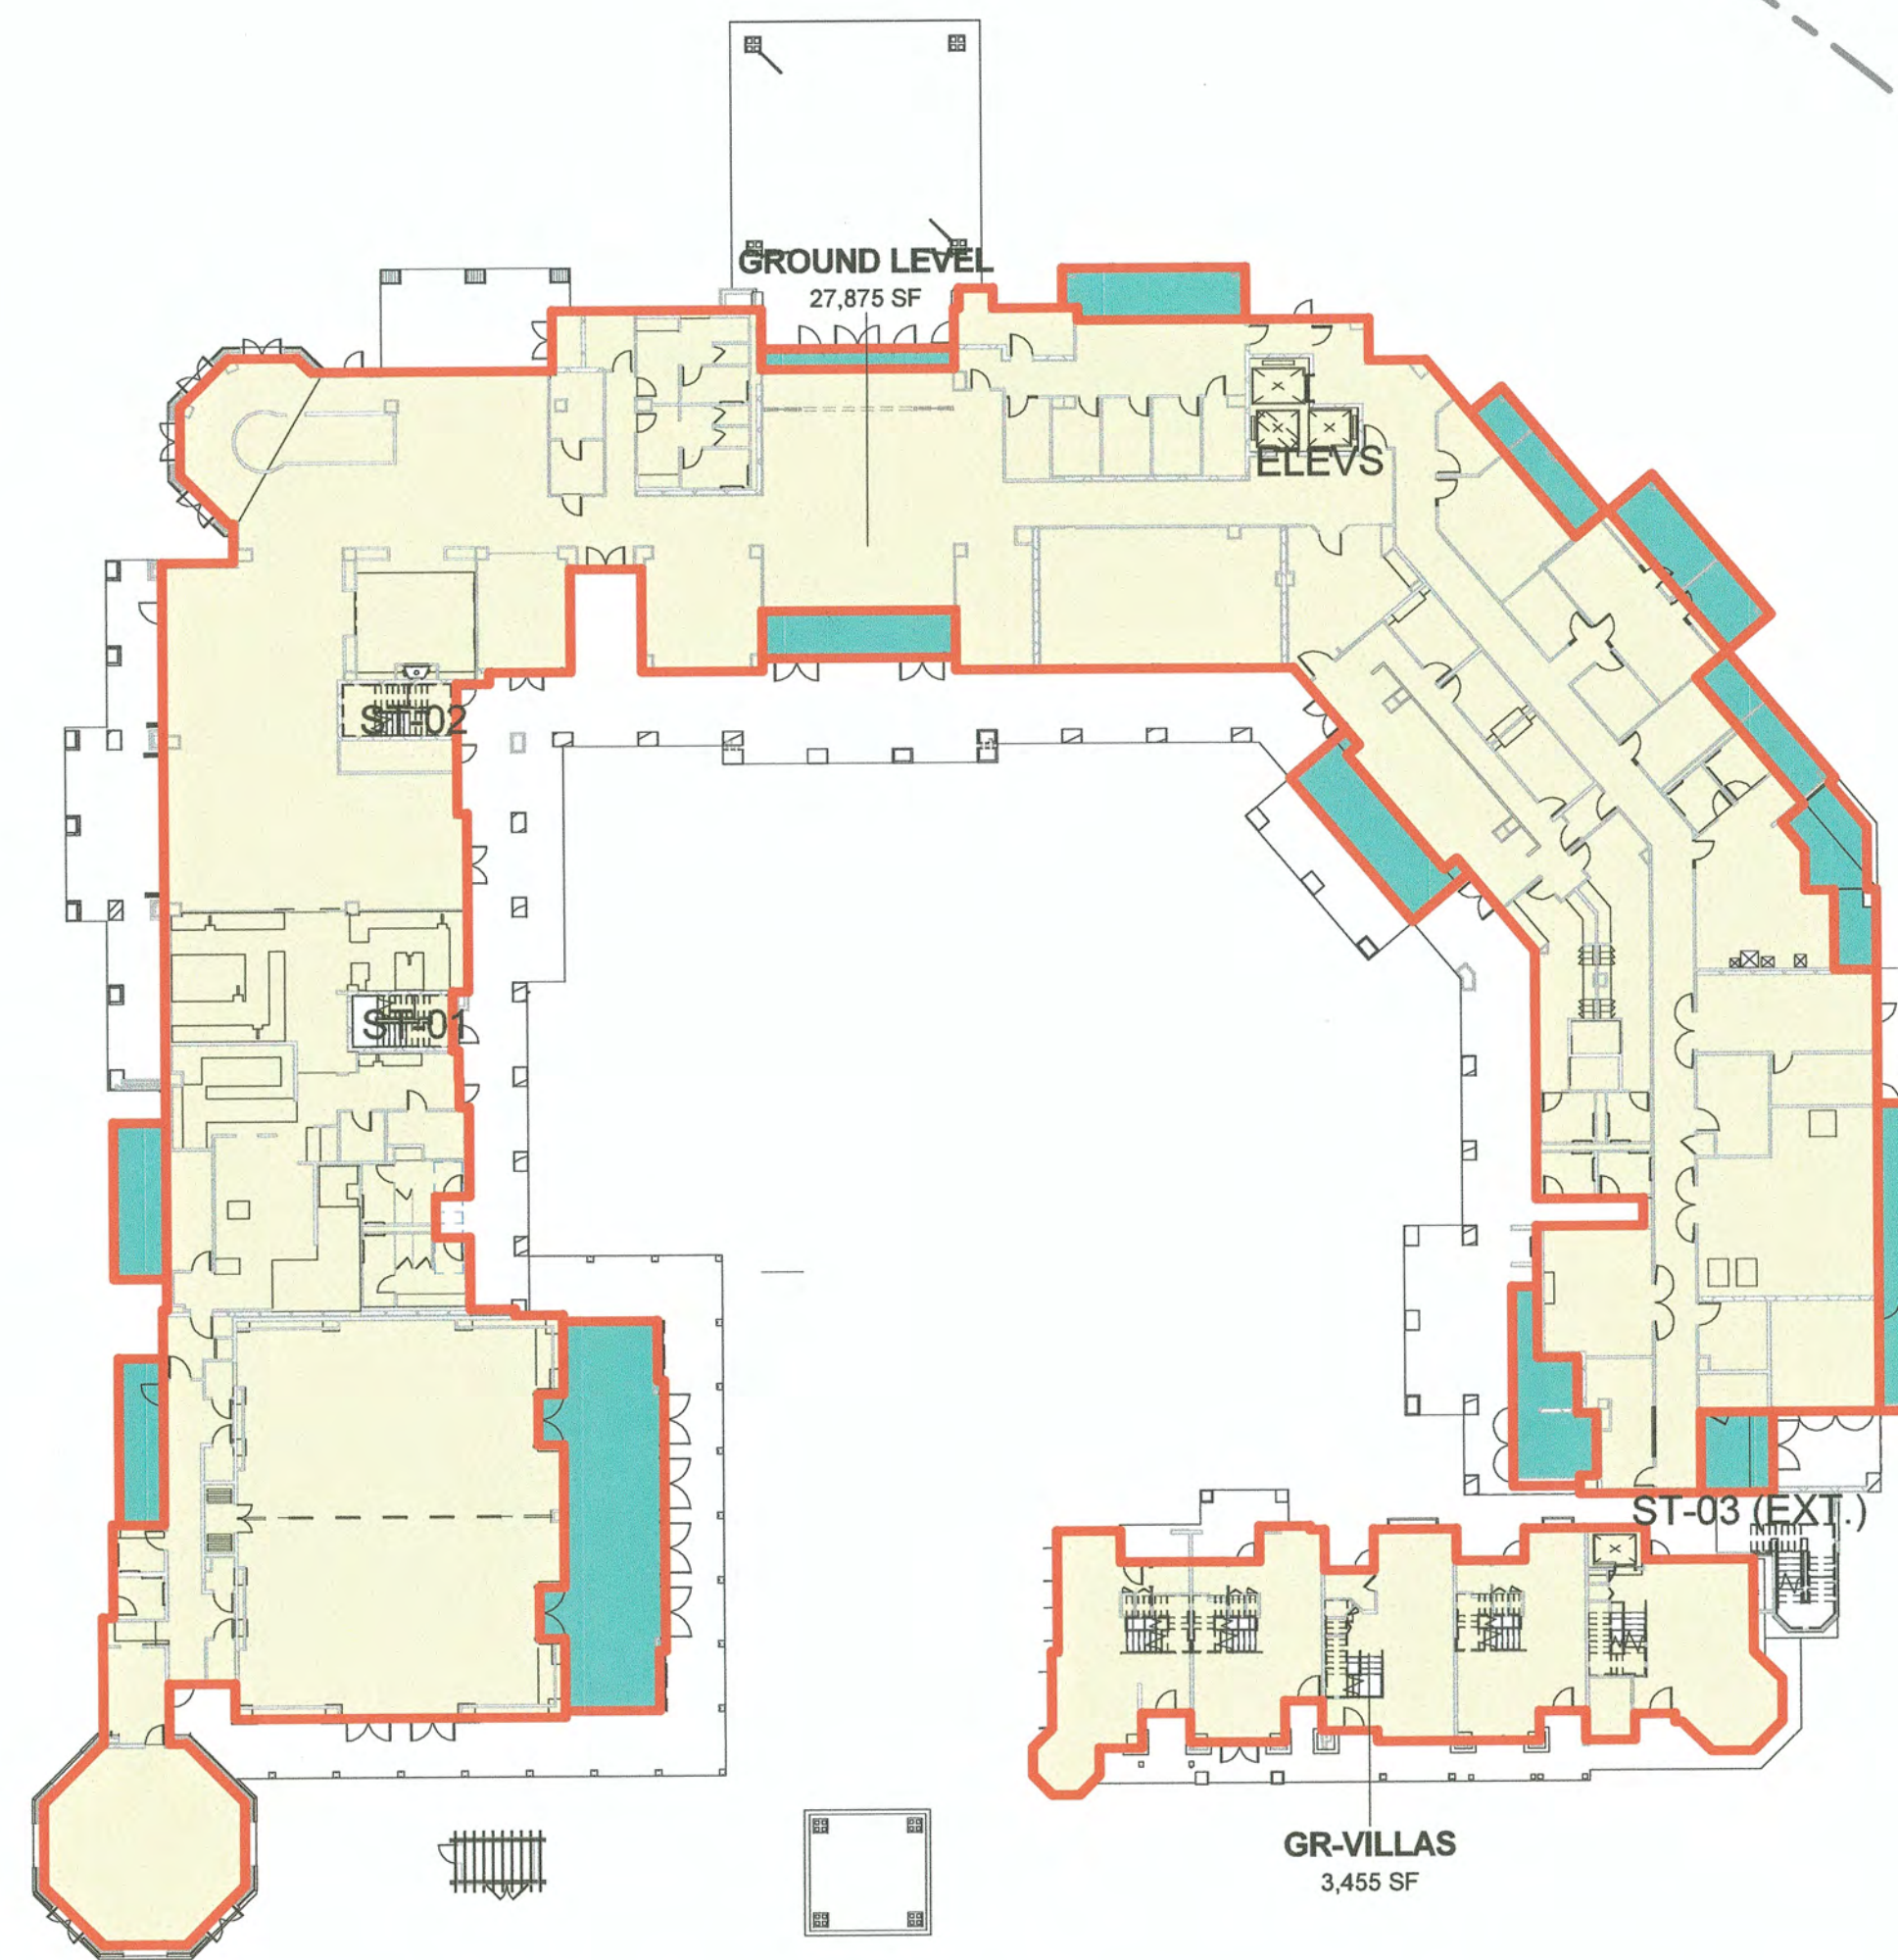 GROUND LEVEL
27,875 SF
ELEVS
ST-02
ST-01
ST-03 (EXT.)
GR-VILLAS
3,455 SF